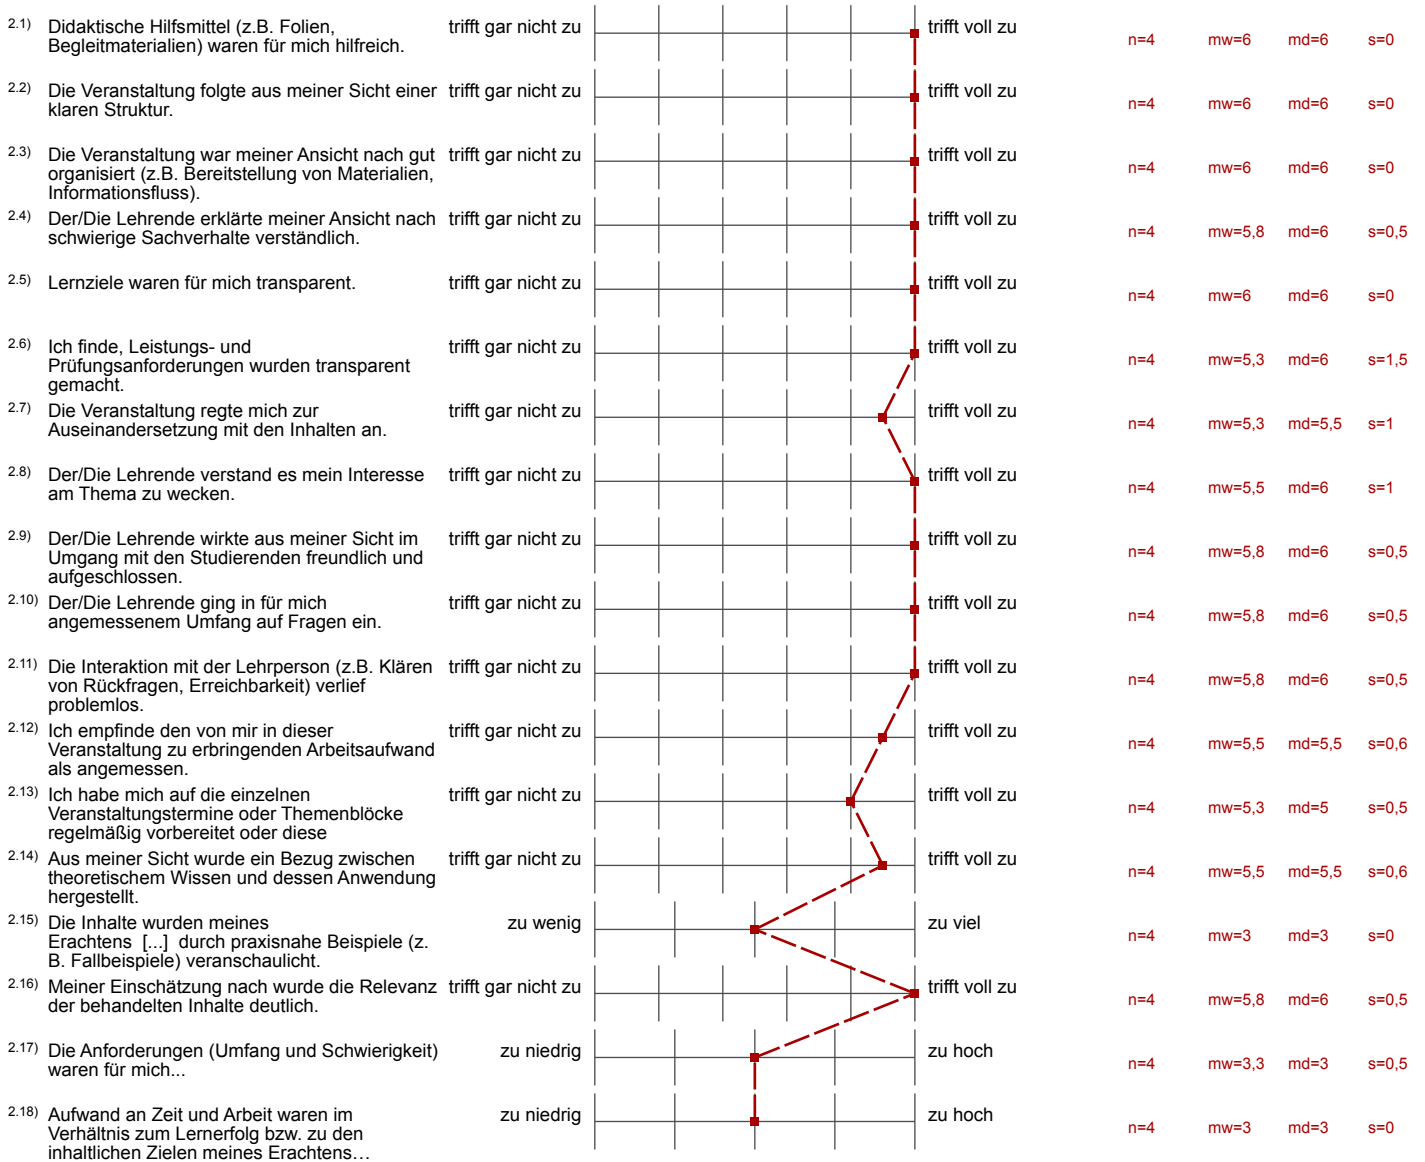 2.1) Didaktische Hilfsmittel (z.B. Folien, trifft gar nicht zu trifft voll zu n=4 mw=6 md=6 s=0
Begleitmaterialien) waren für mich hilfreich.
2.2) Die Veranstaltung folgte aus meiner Sicht einer trifft gar nicht zu trifft voll zu n=4 mw=6 md=6 s=0
klaren Struktur.
2.3) Die Veranstaltung war meiner Ansicht nach gut trifft gar nicht zu trifft voll zu n=4 mw=6 md=6 s=0
organisiert (z.B. Bereitstellung von Materialien,
Informationsfluss).
2.4) Der/Die Lehrende erklärte meiner Ansicht nach trifft gar nicht zu trifft voll zu n=4 mw=5,8 md=6 s=0,5
schwierige Sachverhalte verständlich.
2.5) Lernziele waren für mich transparent. trifft gar nicht zu trifft voll zu n=4 mw=6 md=6 s=0
2.6) Ich finde, Leistungs- und trifft gar nicht zu trifft voll zu n=4 mw=5,3 md=6 s=1,5
Prüfungsanforderungen wurden transparent
gemacht.
2.7) Die Veranstaltung regte mich zur trifft gar nicht zu trifft voll zu n=4 mw=5,3 md=5,5 s=1
Auseinandersetzung mit den Inhalten an.
2.8) Der/Die Lehrende verstand es mein Interesse trifft gar nicht zu trifft voll zu n=4 mw=5,5 md=6 s=1
am Thema zu wecken.
2.9) Der/Die Lehrende wirkte aus meiner Sicht im trifft gar nicht zu trifft voll zu n=4 mw=5,8 md=6 s=0,5
Umgang mit den Studierenden freundlich und
aufgeschlossen.
2.10) Der/Die Lehrende ging in für mich trifft gar nicht zu trifft voll zu n=4 mw=5,8 md=6 s=0,5
angemessenem Umfang auf Fragen ein.
2.11) Die Interaktion mit der Lehrperson (z.B. Klären trifft gar nicht zu trifft voll zu n=4 mw=5,8 md=6 s=0,5
von Rückfragen, Erreichbarkeit) verlief
problemlos.
2.12) Ich empfinde den von mir in dieser trifft gar nicht zu trifft voll zu n=4 mw=5,5 md=5,5 s=0,6
Veranstaltung zu erbringenden Arbeitsaufwand
als angemessen.
2.13) Ich habe mich auf die einzelnen trifft gar nicht zu trifft voll zu n=4 mw=5,3 md=5 s=0,5
Veranstaltungstermine oder Themenblöcke
regelmäßig vorbereitet oder diese
2.14) Aus meiner Sicht wurde ein Bezug zwischen trifft gar nicht zu trifft voll zu n=4 mw=5,5 md=5,5 s=0,6
theoretischem Wissen und dessen Anwendung
hergestellt.
2.15) Die Inhalte wurden meines zu wenig zu viel n=4 mw=3 md=3 s=0
Erachtens [...] durch praxisnahe Beispiele (z.
B. Fallbeispiele) veranschaulicht.
2.16) Meiner Einschätzung nach wurde die Relevanz trifft gar nicht zu trifft voll zu n=4 mw=5,8 md=6 s=0,5
der behandelten Inhalte deutlich.
2.17) Die Anforderungen (Umfang und Schwierigkeit) zu niedrig zu hoch n=4 mw=3,3 md=3 s=0,5
waren für mich...
2.18) Aufwand an Zeit und Arbeit waren im zu niedrig zu hoch n=4 mw=3 md=3 s=0
Verhältnis zum Lernerfolg bzw. zu den
inhaltlichen Zielen meines Erachtens…